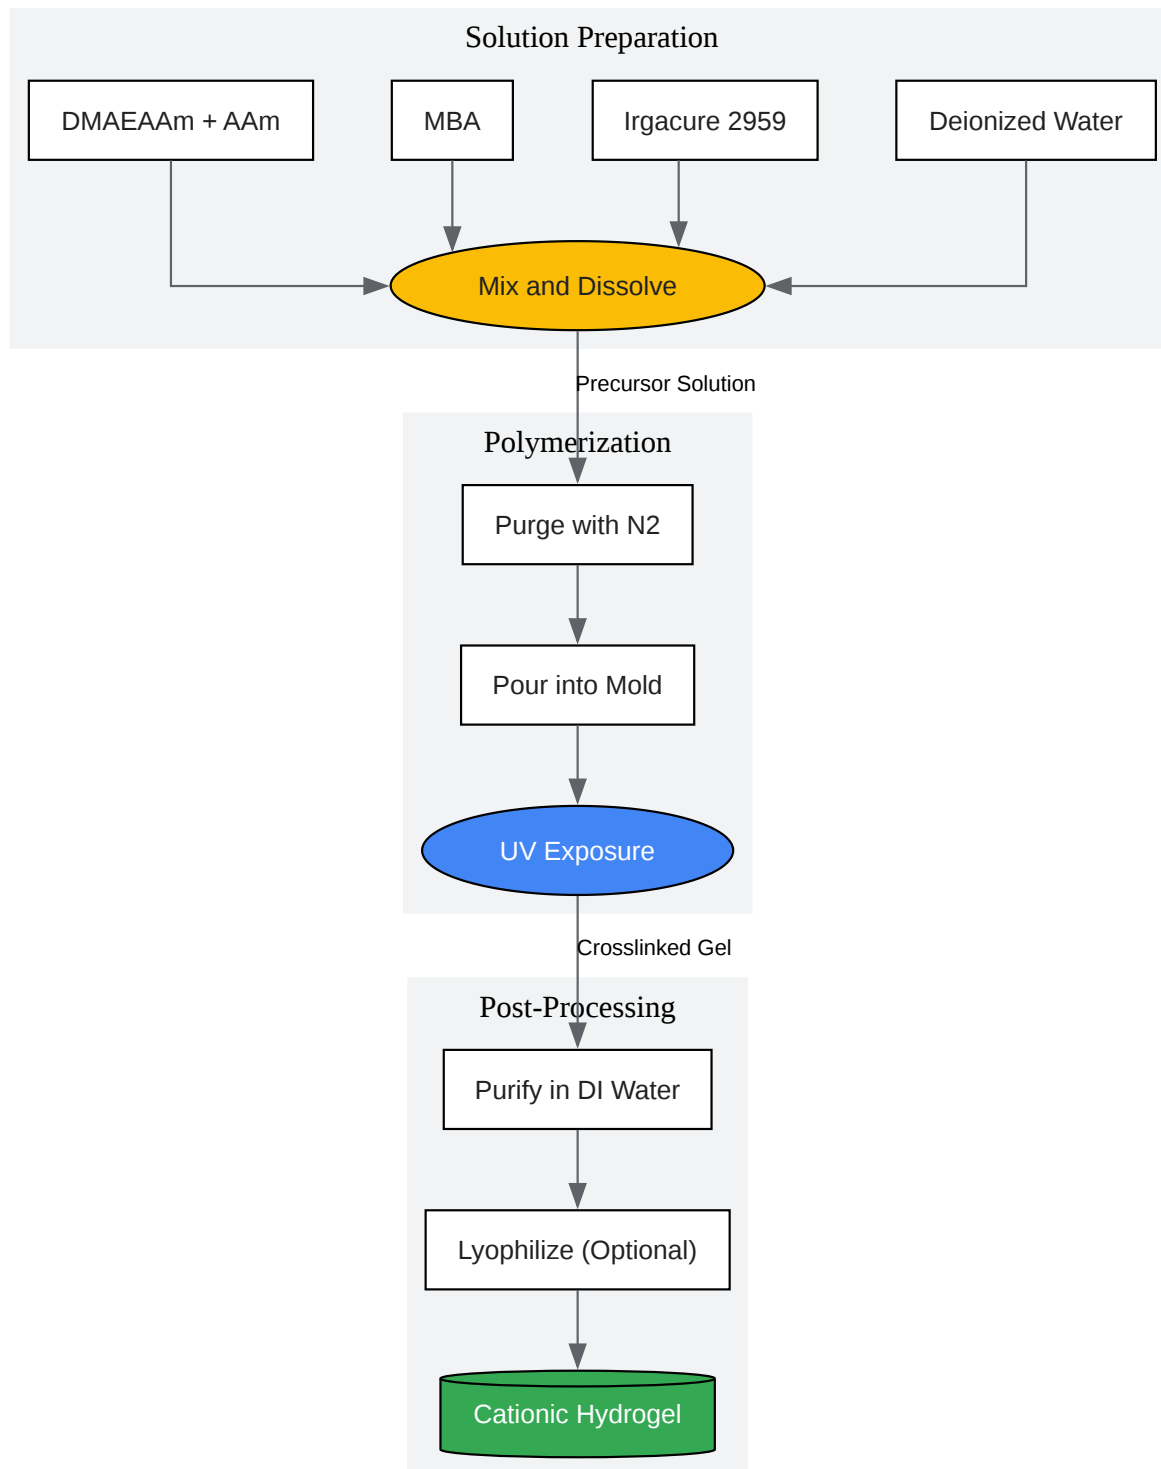 Solution Preparation
DMAEAAm + AAm
MBA
Irgacure 2959
Deionized Water
Mix and Dissolve
Precursor Solution
Polymerization
Purge with N2
Pour into Mold
UV Exposure
Crosslinked Gel
Post-Processing
Purify in DI Water
Lyophilize (Optional)
Cationic Hydrogel